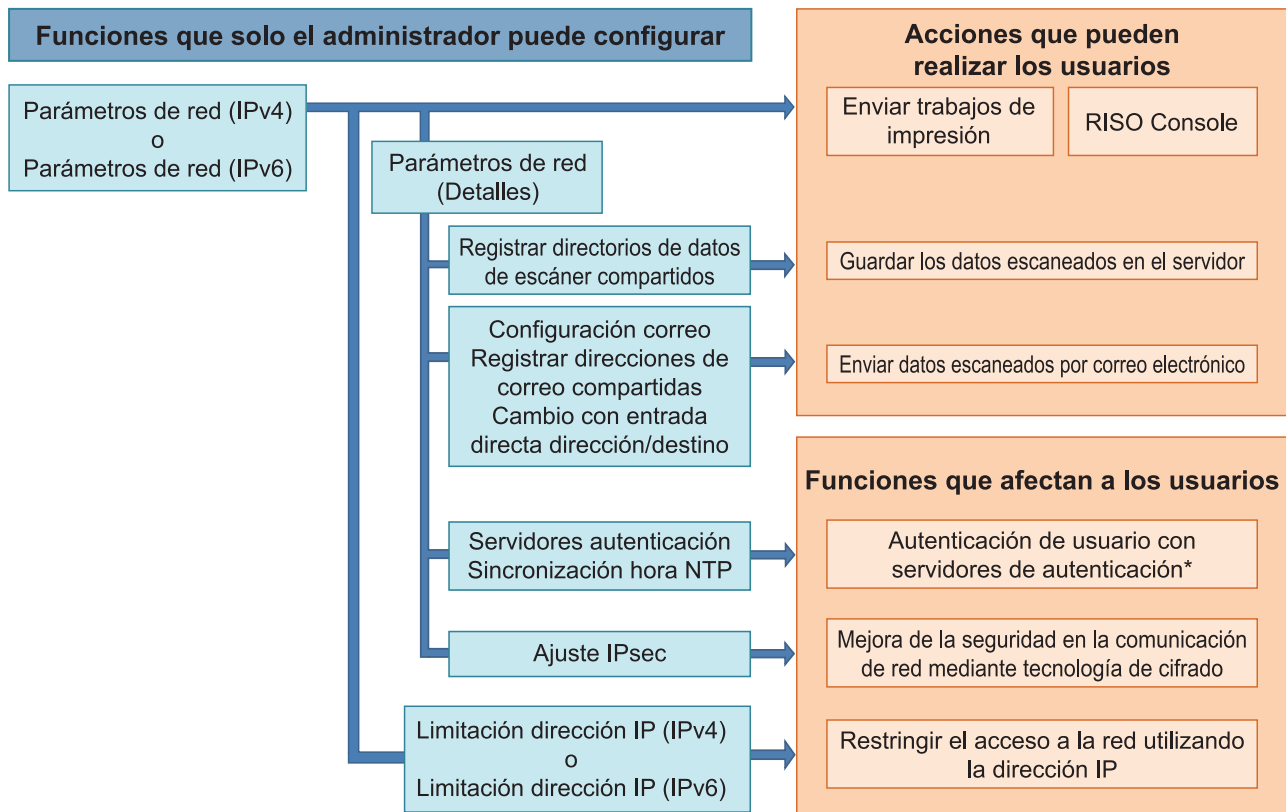 Funciones que solo el administrador puede configurar
Parámetros de red (IPv4)
o
Parámetros de red (IPv6)
Parámetros de red
(Detalles)
Registrar directorios de datos
de escáner compartidos
Configuración correo
Registrar direcciones de
correo compartidas
Cambio con entrada
directa dirección/destino
Servidores autenticación
Sincronización hora NTP
Ajuste IPsec
Limitación dirección IP (IPv4)
o
Limitación dirección IP (IPv6)
Acciones que pueden
realizar los usuarios
Enviar trabajos de
impresión
RISO Console
Guardar los datos escaneados en el servidor
Enviar datos escaneados por correo electrónico
Funciones que afectan a los usuarios
Autenticación de usuario con
servidores de autenticación*
Mejora de la seguridad en la comunicación
de red mediante tecnología de cifrado
Restringir el acceso a la red utilizando
la dirección IP